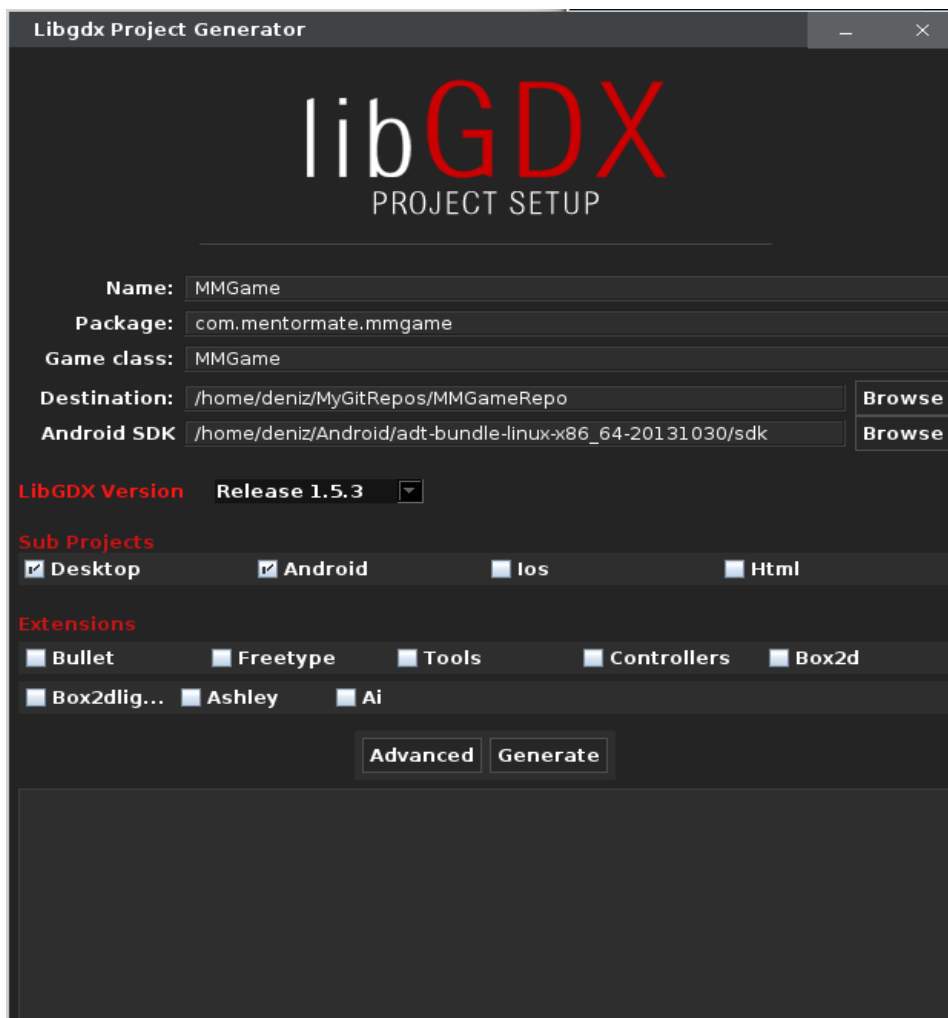 Libgdx Project Generator
libGDX
PROJECT SETUP
Name: MMGame
Package: com.mentormate.mmgame
Game class: MMGame
Destination: /home/deniz/MyGitRepos/MMGameRepo Browse
Android SDK /home/deniz/Android/adt-bundle-linux-x86_64-20131030/sdk Browse
LibGDX Version Release 1.5.3
Sub Projects
Desktop Android Ios Html
Extensions
Bullet Freetype Tools Controllers Box2d
Box2dlig... Ashley Ai
Advanced Generate